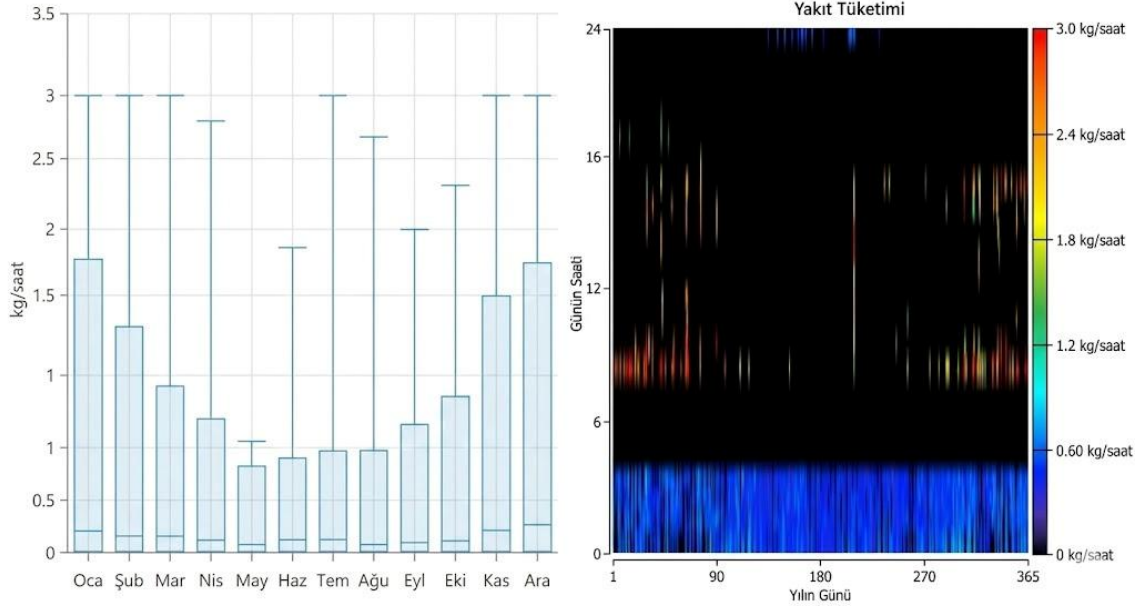 3.5
3
2.5
2
1.5
1
1
0.5
0
kg/saat
Oca Şub Mar Nis May Haz Tem Ağu Eyl Eki Kas Ara
Yakıt Tüketimi
24
16
12
6
0
Günün Saati
1 90 180 270 365
Yılın Günü
3.0 kg/saat
2.4 kg/saat
1.8 kg/saat
1.2 kg/saat
0.60 kg/saat
0 kg/saat